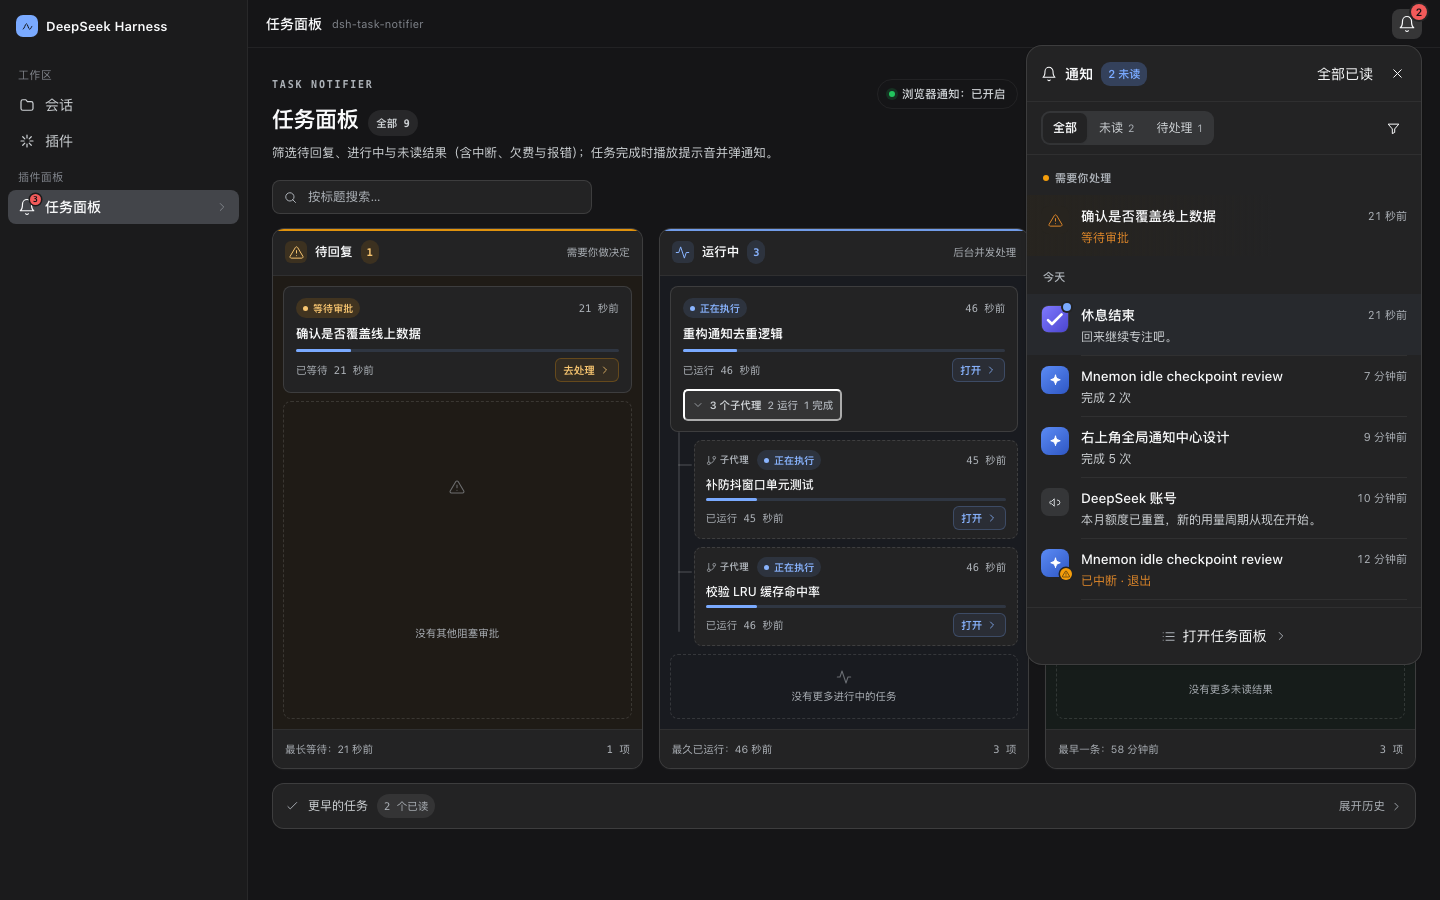 DeepSeek Harness
工作区
会话
插件
插件面板
3
任务面板
任务面板 dsh-task-notifier
2
TASK NOTIFIER
任务面板 全部 9
浏览器通知：已开启
筛选待回复、进行中与未读结果（含中断、欠费与报错）；任务完成时播放提示音并弹通知。
按标题搜索...
待回复 1 需要你做决定
等待审批 21 秒前
确认是否覆盖线上数据
已等待 21 秒前 去处理
没有其他阻塞审批
最长等待：21 秒前 1 项
运行中 3 后台并发处理
正在执行 46 秒前
重构通知去重逻辑
已运行 46 秒前 打开
3 个子代理 2 运行 1 完成
子代理 正在执行 45 秒前
补防抖窗口单元测试
已运行 45 秒前 打开
子代理 正在执行 46 秒前
校验 LRU 缓存命中率
已运行 46 秒前 打开
没有更多进行中的任务
最久已运行：46 秒前 3 项
通知 2 未读 全部已读
全部 未读 2 待处理 1
需要你处理
确认是否覆盖线上数据 21 秒前
等待审批
今天
休息结束 21 秒前
回来继续专注吧。
Mnemon idle checkpoint review 7 分钟前
完成 2 次
右上角全局通知中心设计 9 分钟前
完成 5 次
DeepSeek 账号 10 分钟前
本月额度已重置，新的用量周期从现在开始。
Mnemon idle checkpoint review 12 分钟前
已中断 · 退出
打开任务面板
没有更多未读结果
最早一条：58 分钟前 3 项
更早的任务 2 个已读 展开历史